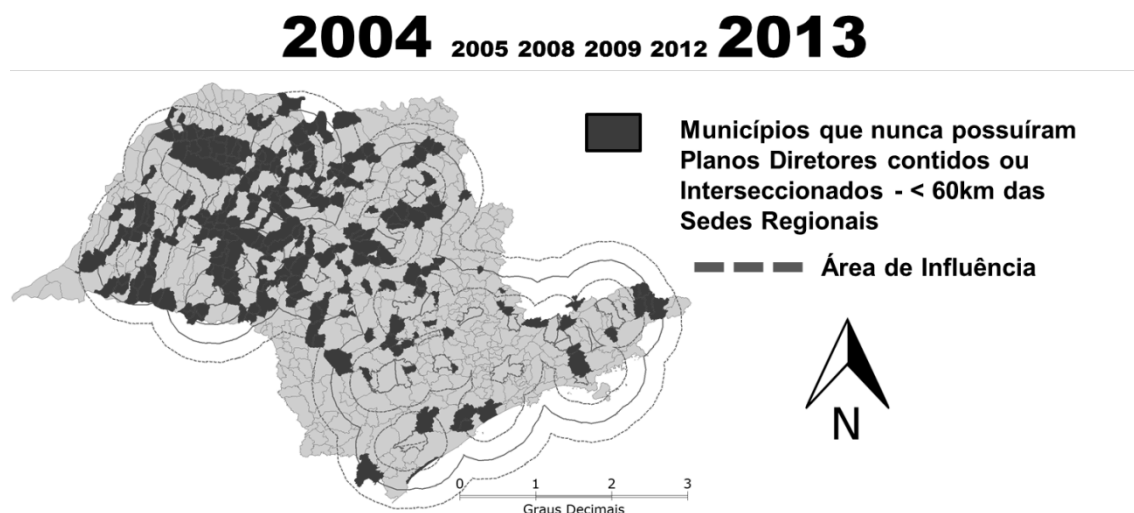 2004 2005 2008 2009 2012 2013
Municípios que nunca possuíram
Planos Diretores contidos ou
Interseccionados - < 60km das
Sedes Regionais
Área de Influência
N
0 1 2 3
Graus Decimais